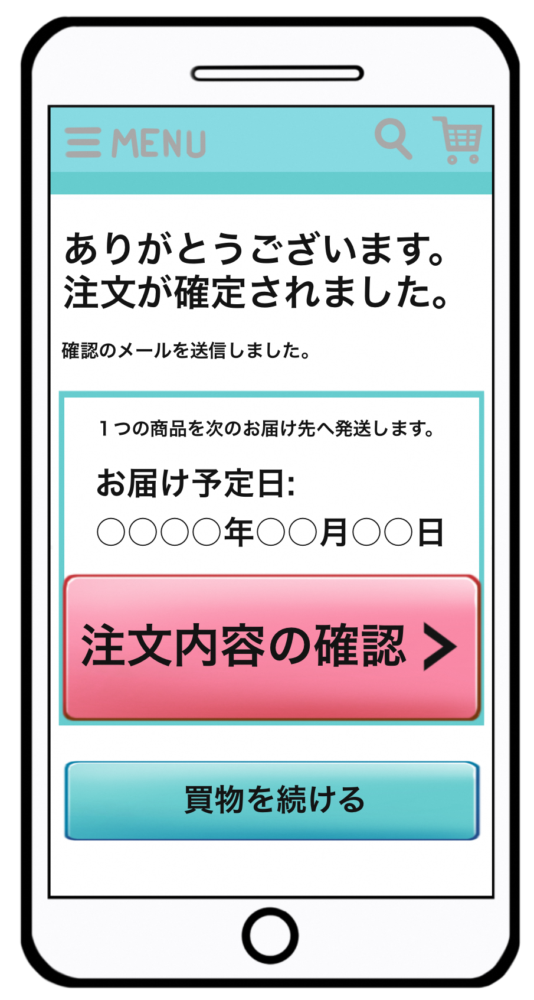 MENU
ありがとうございます。
注文が確定されました。
確認のメールを送信しました。
１つの商品を次のお届け先へ発送します。
お届け予定日:
○○○○年○○月○○日
注文内容の確認
買物を続ける